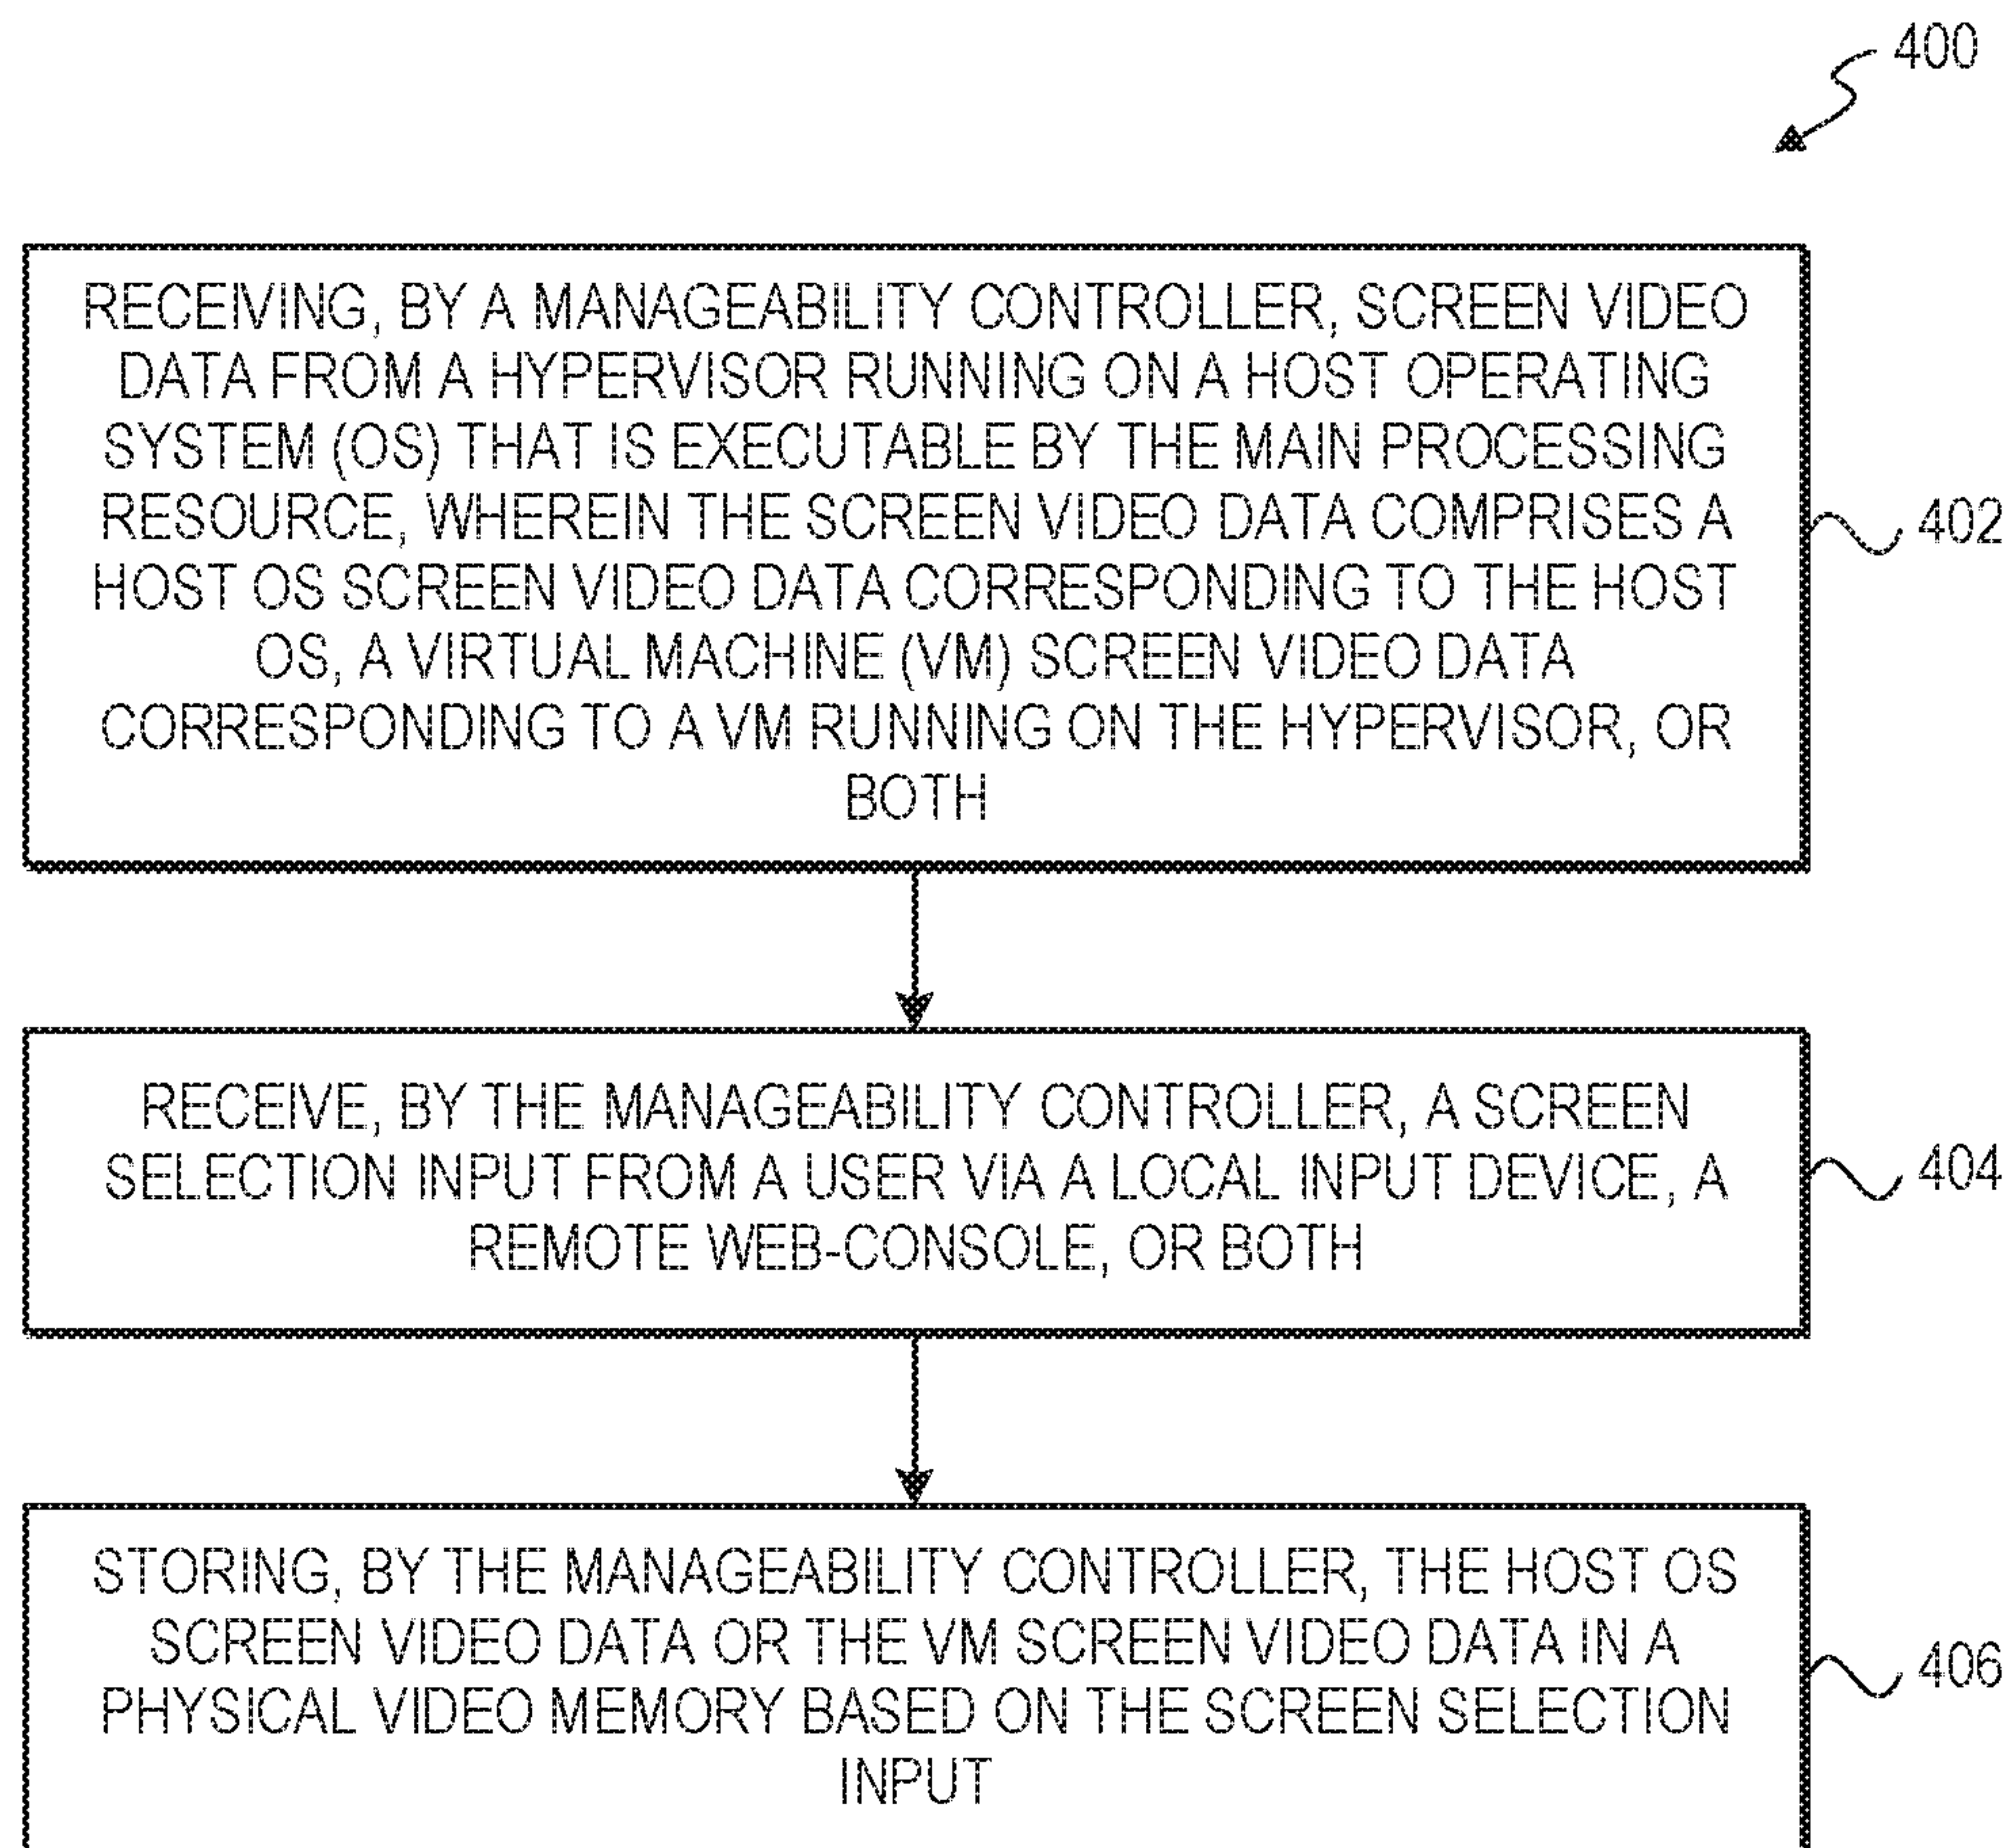 400
RECEIVING, BY A MANAGEABILITY CONTROLLER, SCREEN VIDEO
DATA FROM A HYPERVISOR RUNNING ON A HOST OPERATING
SYSTEM (OS) THAT IS EXECUTABLE BY THE MAIN PROCESSING
RESOURCE, WHEREIN THE SCREEN VIDEO DATA COMPRISES A
HOST OS SCREEN VIDEO DATA CORRESPONDING TO THE HOST
OS, A VIRTUAL MACHINE (VM) SCREEN VIDEO DATA
CORRESPONDING TO A VM RUNNING ON THE HYPERVISOR, OR
BOTH
402
RECEIVE, BY THE MANAGEABILITY CONTROLLER, A SCREEN
SELECTION INPUT FROM A USER VIA A LOCAL INPUT DEVICE, A
REMOTE WEB-CONSOLE, OR BOTH
404
STORING, BY THE MANAGEABILITY CONTROLLER, THE HOST OS
SCREEN VIDEO DATA OR THE VM SCREEN VIDEO DATA IN A
PHYSICAL VIDEO MEMORY BASED ON THE SCREEN SELECTION
INPUT
406